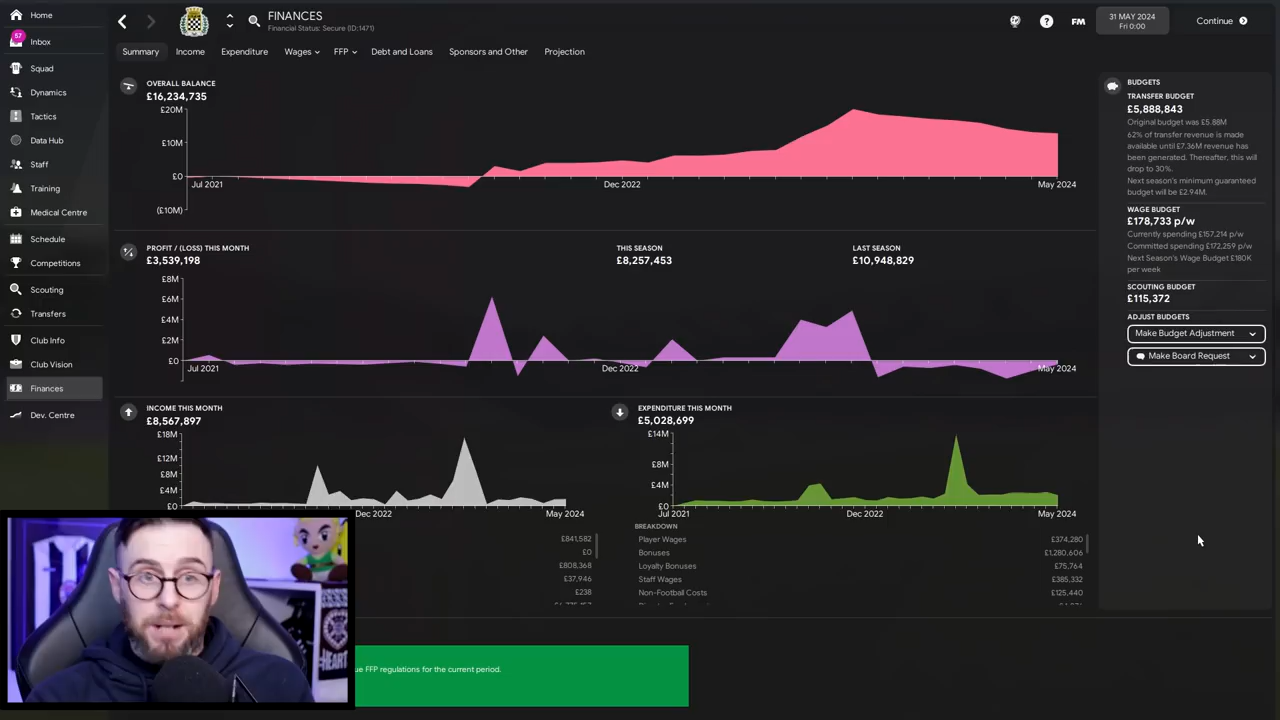 Home
57
Inbox
Squad
Dynamics
Tactics
Data Hub
Staff
Training
Medical Centre
Schedule
Competitions
Scouting
Transfers
Club Info
Club Vision
Finances
Dev. Centre
FINANCES
Financial Status: Secure (ID:1471)
FM
31 MAY 2024
Fri 0:00
Continue
Summary
Income
Expenditure
Wages
FFP
Debt and Loans
Sponsors and Other
Projection
OVERALL BALANCE
£16,234,735
£20M
£10M
£0
(£10M)
Jul 2021
Dec 2022
May 2024
PROFIT / (LOSS) THIS MONTH
£3,539,198
THIS SEASON
£8,257,453
LAST SEASON
£10,948,829
£8M
£6M
£4M
£2M
£0
Jul 2021
Dec 2022
May 2024
INCOME THIS MONTH
£8,567,897
£18M
£12M
£8M
£4M
£0
Dec 2022
May 2024
£841,582
£0
£808,368
£37,946
£238
EXPENDITURE THIS MONTH
£5,028,699
£14M
£8M
£4M
£0
Jul 2021
Dec 2022
May 2024
BREAKDOWN
Player Wages £374,280
Bonuses £1,280,606
Loyalty Bonuses £75,764
Staff Wages £385,332
Non-Football Costs £125,440
ue FFP regulations for the current period.
BUDGETS
TRANSFER BUDGET
£5,888,843
Original budget was £5.88M
62% of transfer revenue is made
available until £7.36M revenue has
been generated. Thereafter, this will
drop to 30%.
Next season's minimum guaranteed
budget will be £2.94M.
WAGE BUDGET
£178,733 p/w
Currently spending £157,214 p/w
Committed spending £172,259 p/w
Next Season's Wage Budget £180K
per week
SCOUTING BUDGET
£115,372
ADJUST BUDGETS
Make Budget Adjustment
Make Board Request
HEART